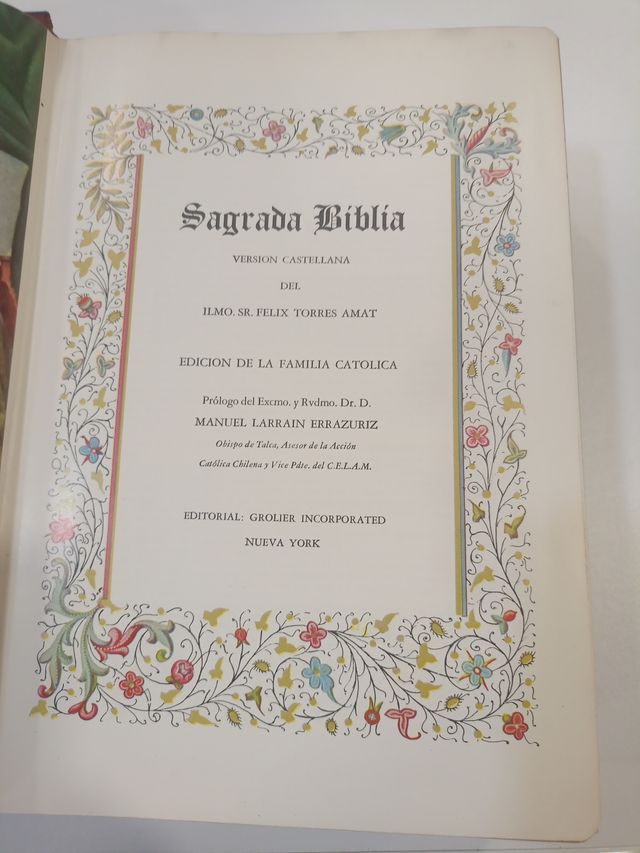 Sagrada Biblia
VERSION CASTELLANA
DEL
ILMO. SR. FELIX TORRES AMAT
EDICION DE LA FAMILIA CATOLICA
Prólogo del Excmo. y Rvdmo. Dr. D.
MANUEL LARRAIN ERRAZURIZ
Obispo de Talca, Asesor de la Acción
Católica Chilena y Vice Pdte. del C.E.L.A.M.
EDITORIAL: GROLIER INCORPORATED
NUEVA YORK